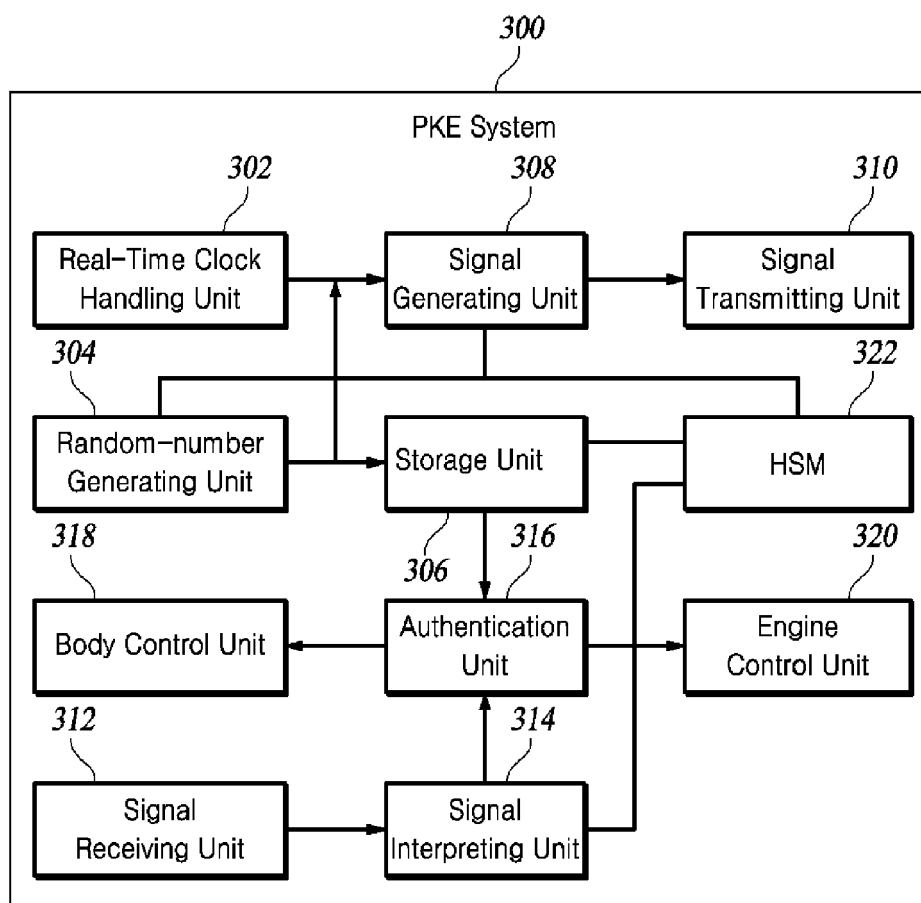 300
PKE System
302
308
310
Real-Time Clock
Handling Unit
Signal
Generating Unit
Signal
Transmitting Unit
304
322
Random-number
Generating Unit
Storage Unit
HSM
318
306
316
320
Body Control Unit
Authentication
Unit
Engine
Control Unit
312
314
Signal
Receiving Unit
Signal
Interpreting Unit